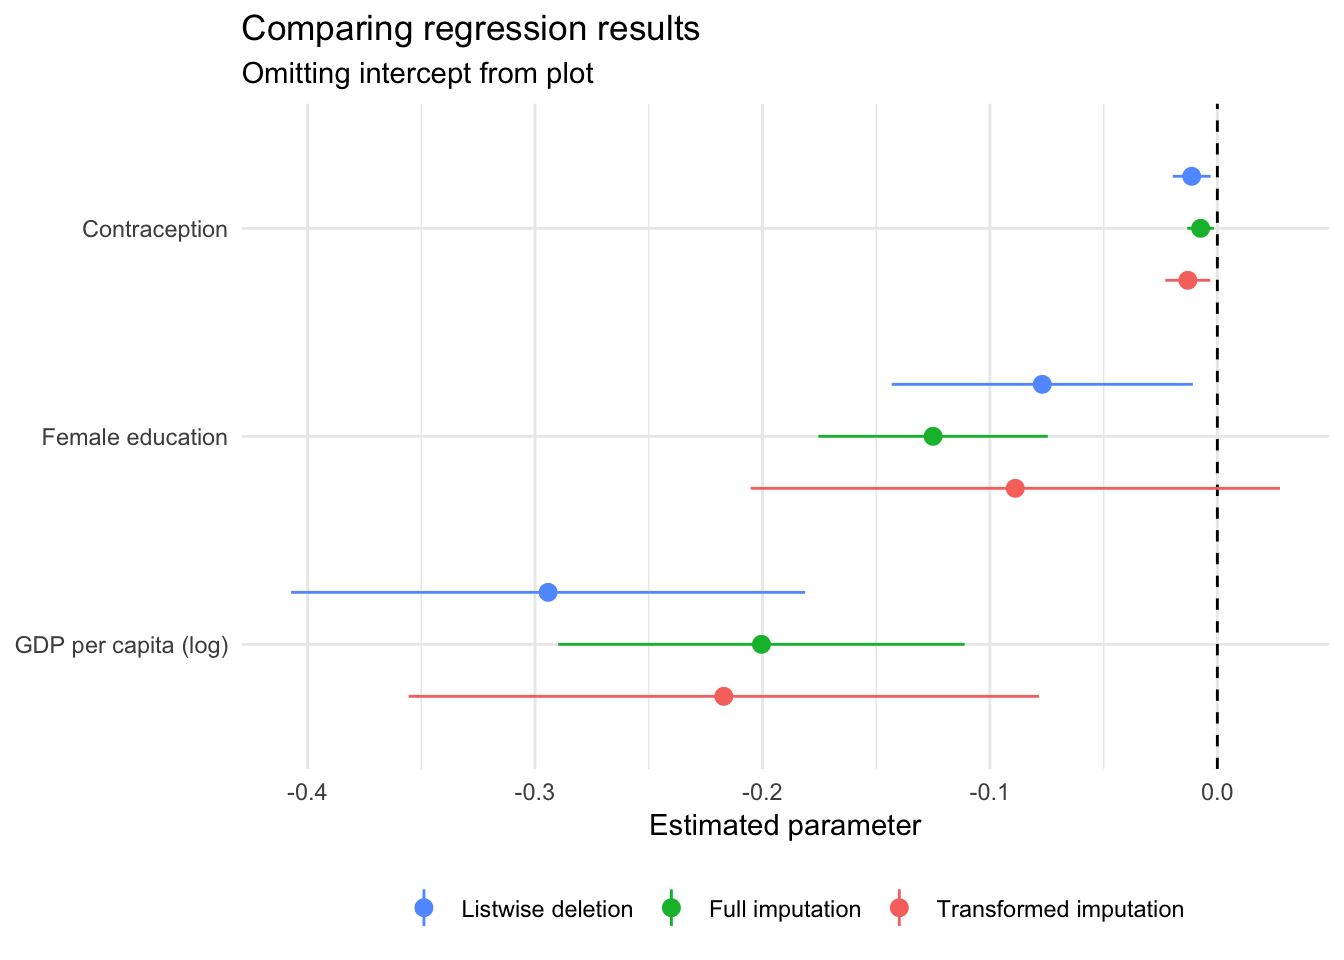 Comparing regression results
Omitting intercept from plot
Contraception
Female education
GDP per capita (log)
-0.4 -0.3 -0.2 -0.1 0.0
Estimated parameter
Listwise deletion Full imputation Transformed imputation